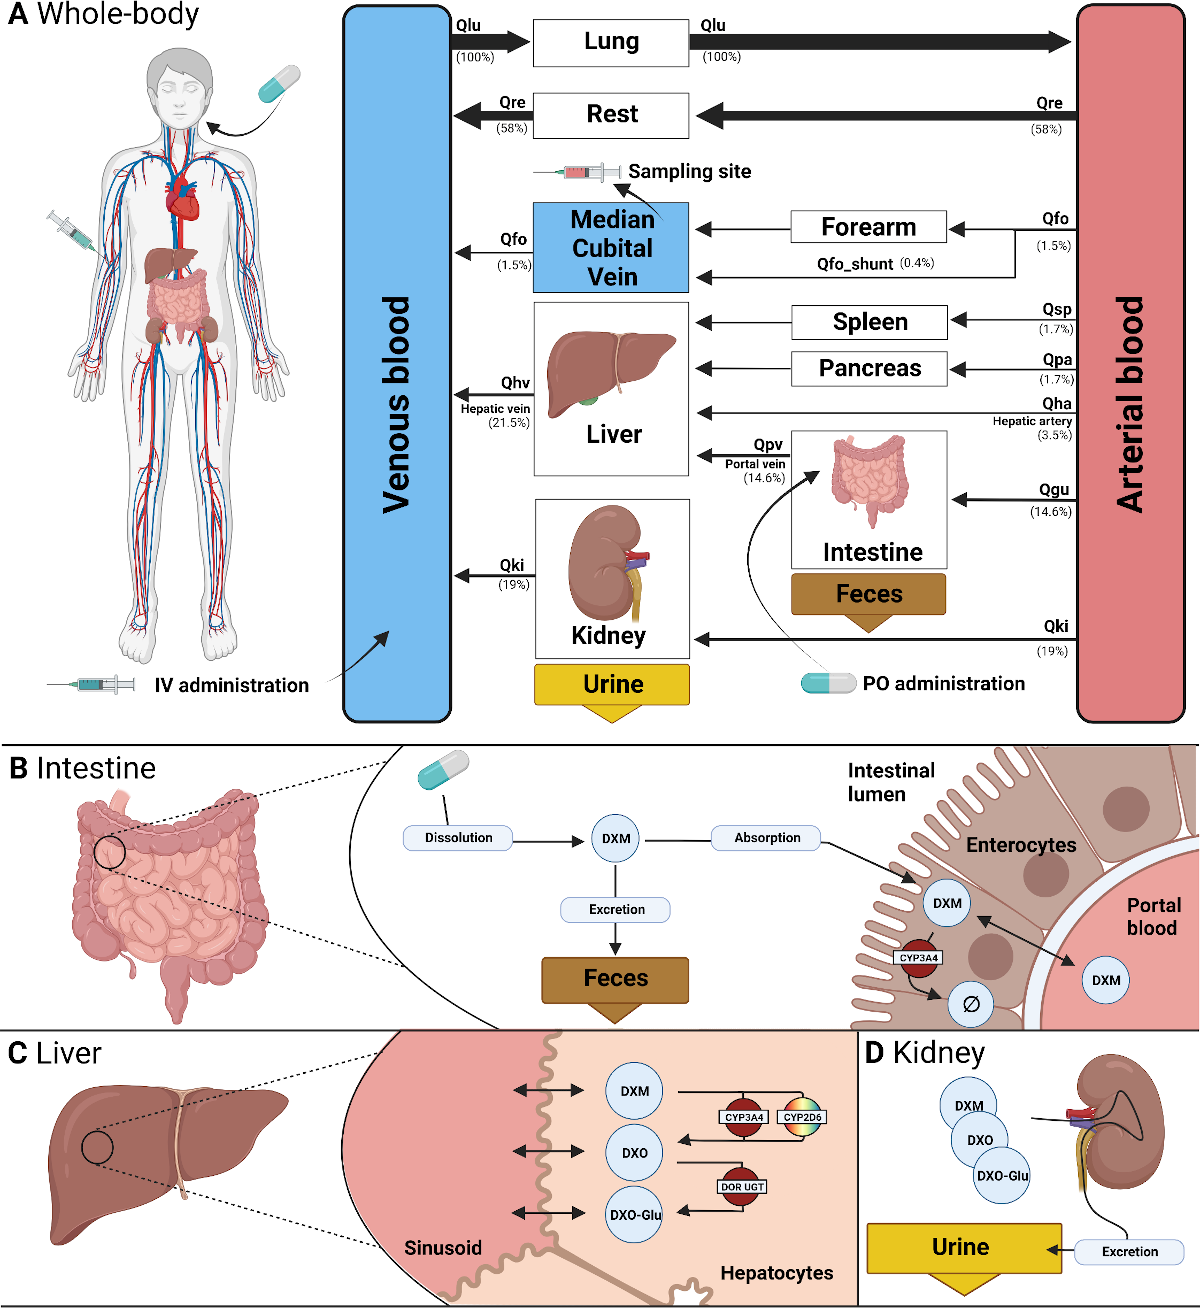 A Whole-body
Venous blood
Arterial blood
Qlu
(100%)
Lung
Qlu
(100%)
Qre
(58%)
Rest
Qre
(58%)
Sampling site
Median
Cubital
Vein
Qfo
(1.5%)
Forearm
Qfo
(1.5%)
Qfo_shunt (0.4%)
Spleen
Qsp
(1.7%)
Pancreas
Qpa
(1.7%)
Qhv
Hepatic vein
(21.5%)
Liver
Qha
Hepatic artery
(3.5%)
Qpv
Portal vein
(14.6%)
Qgu
(14.6%)
Intestine
Feces
Qki
(19%)
Kidney
Qki
(19%)
Urine
IV administration
PO administration
B Intestine
Dissolution
DXM
Absorption
Excretion
Feces
Intestinal
lumen
Enterocytes
DXM
CYP3A4
∅
Portal
blood
DXM
C Liver
Sinusoid
DXM
CYP3A4
CYP2D6
DXO
DOR UGT
DXO-Glu
Hepatocytes
D Kidney
DXM
DXO
DXO-Glu
Urine
Excretion